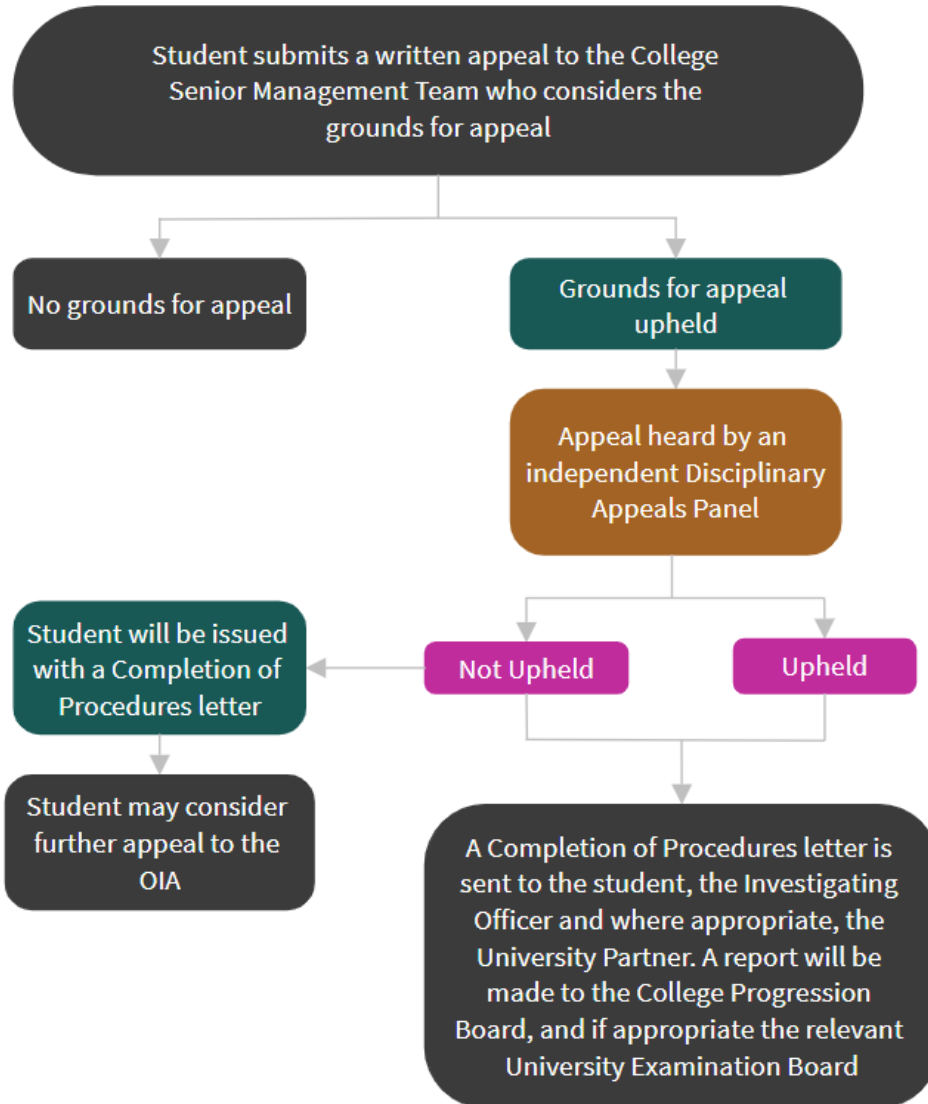 Student submits a written appeal to the College
Senior Management Team who considers the
grounds for appeal
No grounds for appeal
Grounds for appeal
upheld
Appeal heard by an
independent Disciplinary
Appeals Panel
Student will be issued
with a Completion of
Procedures letter
Not Upheld
Upheld
Student may consider
further appeal to the
OIA
A Completion of Procedures letter is
sent to the student, the Investigating
Officer and where appropriate, the
University Partner. A report will be
made to the College Progression
Board, and if appropriate the relevant
University Examination Board